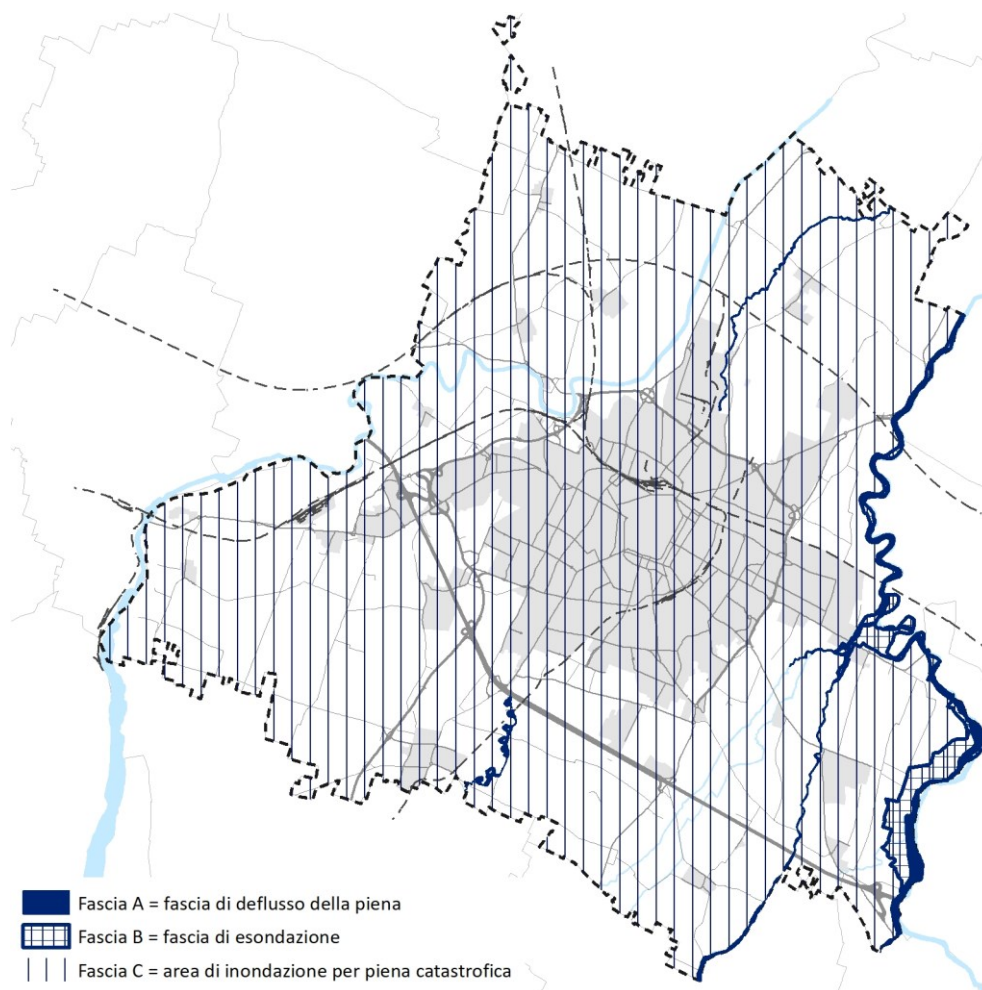 Fascia A = fascia di deflusso della piena
Fascia B = fascia di esondazione
Fascia C = area di inondazione per piena catastrofica